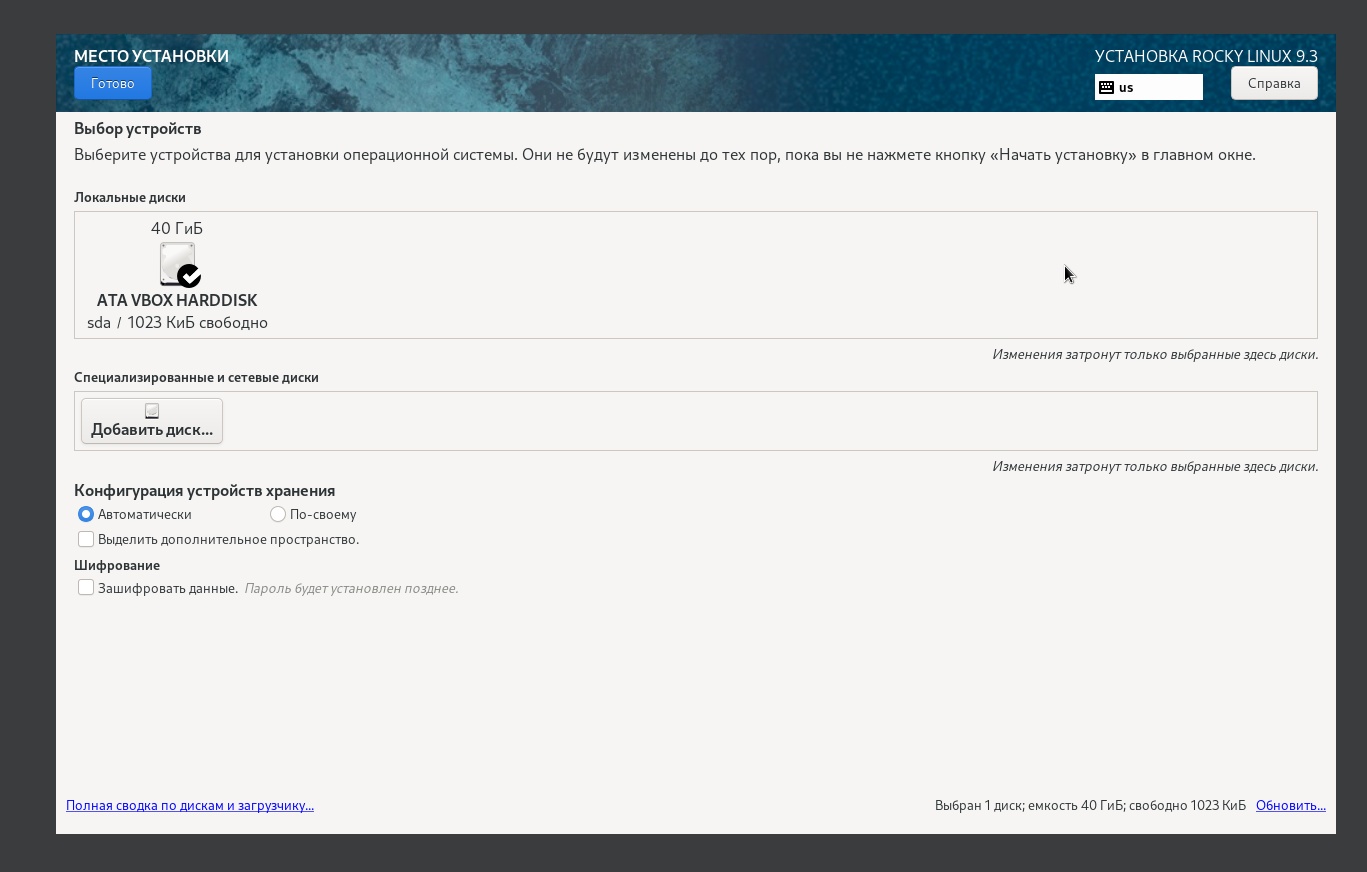 МЕСТО УСТАНОВКИ
УСТАНОВКА ROCKY LINUX 9.3
Готово
us
Справка
Выбор устройств
Выберите устройства для установки операционной системы. Они не будут изменены до тех пор, пока вы не нажмете кнопку «Начать установку» в главном окне.
Локальные диски
40 ГиБ
ATA VBOX HARDDISK
sda / 1023 КиБ свободно
Изменения затронут только выбранные здесь диски.
Специализированные и сетевые диски
Добавить диск...
Изменения затронут только выбранные здесь диски.
Конфигурация устройств хранения
Автоматически
По-своему
Выделить дополнительное пространство.
Шифрование
Зашифровать данные. Пароль будет установлен позднее.
Полная сводка по дискам и загрузчику...
Выбран 1 диск; емкость 40 ГиБ; свободно 1023 КиБ Обновить...